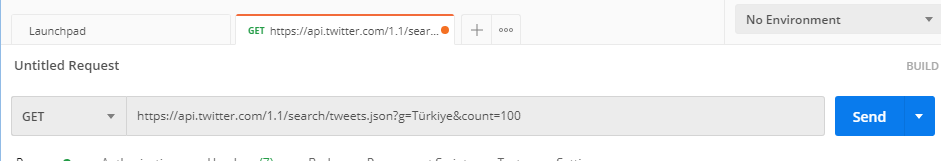 Launchpad
GET https://api.twitter.com/1.1/sear...
No Environment
Untitled Request
BUILD
GET
https://api.twitter.com/1.1/search/tweets.json?g=Türkiye&count=100
Send